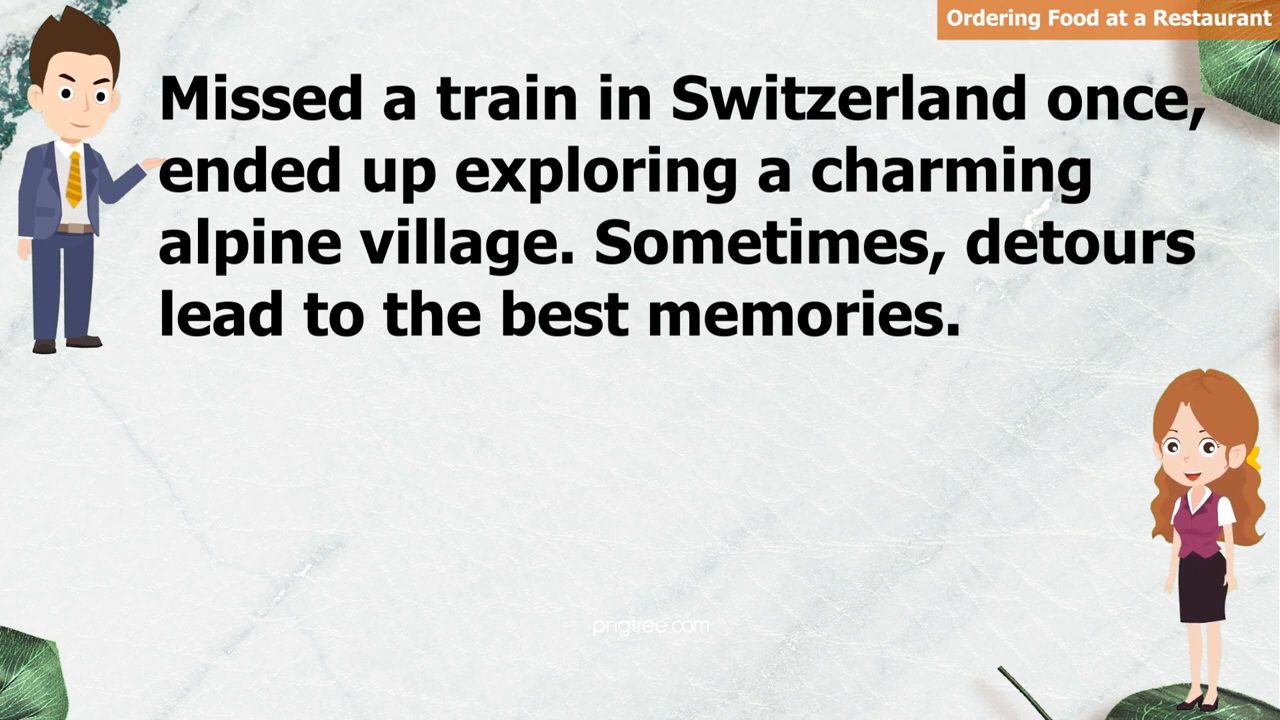 Ordering Food at a Restaurant
Missed a train in Switzerland once,
ended up exploring a charming
alpine village. Sometimes, detours
lead to the best memories.
pngtree.com